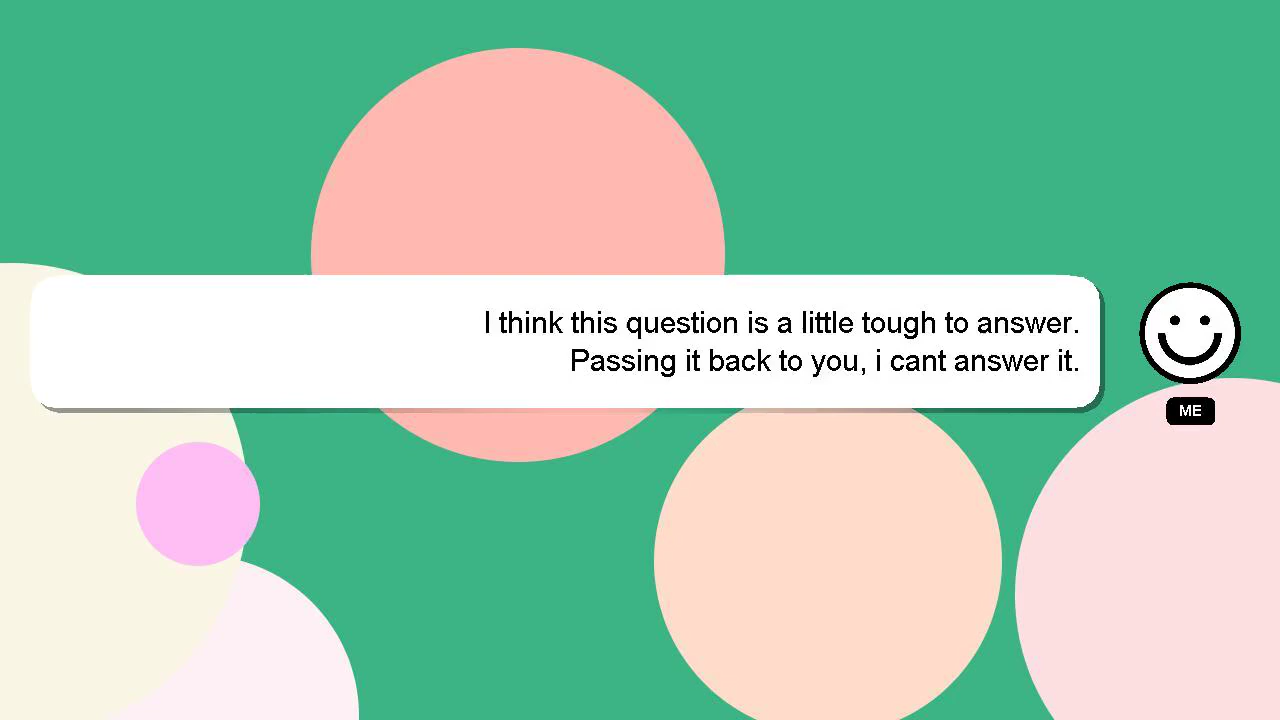 I think this question is a little tough to answer.
Passing it back to you, i cant answer it.
ME